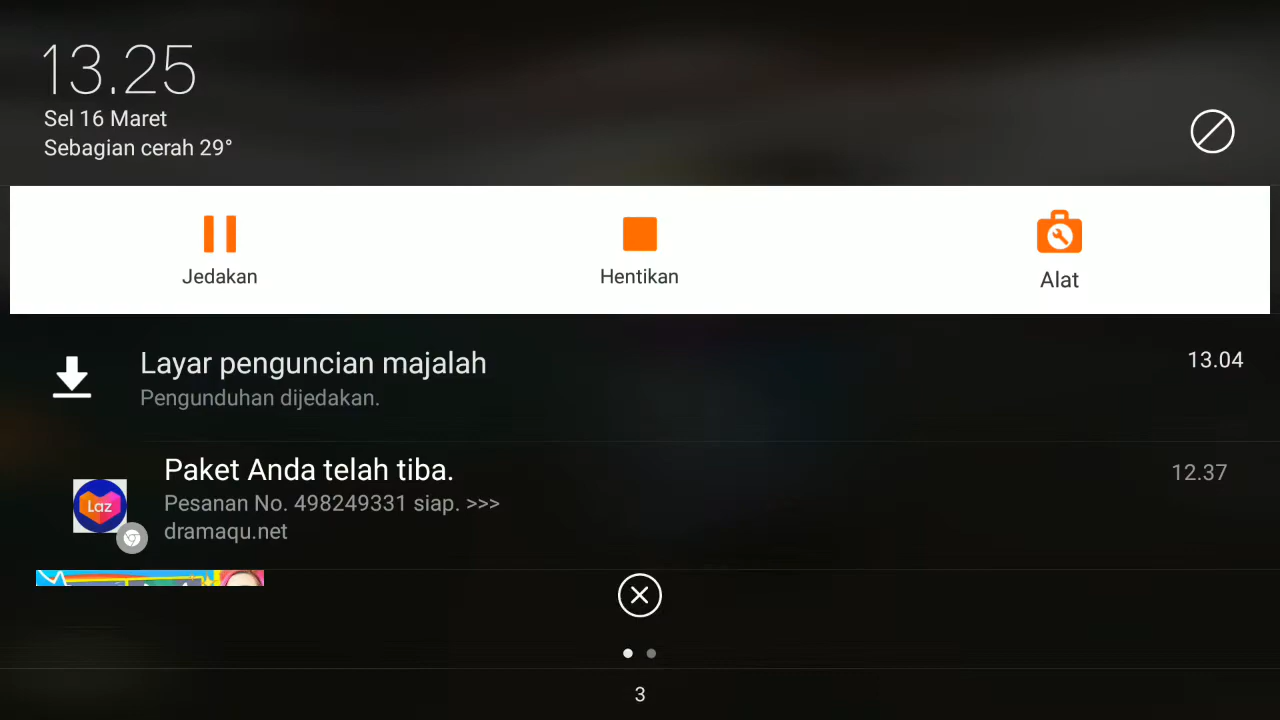 13.25
Sel 16 Maret
Sebagian cerah 29°
Jedakan
Hentikan
Alat
Layar penguncian majalah
13.04
Pengunduhan dijedakan.
Paket Anda telah tiba.
12.37
Pesanan No. 498249331 siap. >>>
Laz
dramaqu.net
3